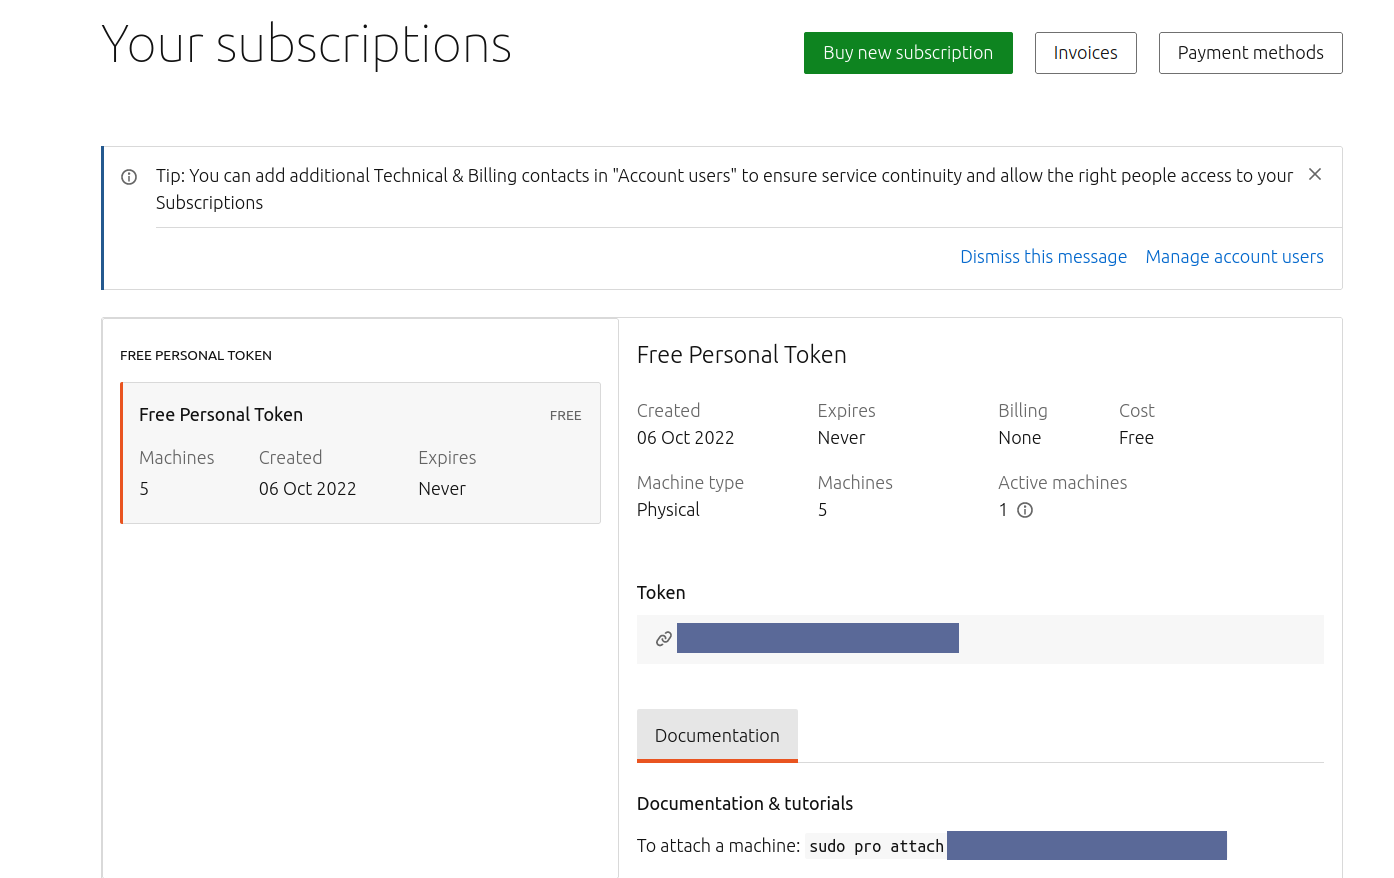 Your subscriptions
Buy new subscription
Invoices
Payment methods
Tip: You can add additional Technical & Billing contacts in "Account users" to ensure service continuity and allow the right people access to your
Subscriptions
Dismiss this message
Manage account users
FREE PERSONAL TOKEN
Free Personal Token
FREE
Machines Created Expires
5 06 Oct 2022 Never
Free Personal Token
Created Expires Billing Cost
06 Oct 2022 Never None Free
Machine type Machines Active machines
Physical 5 1
Token
Documentation
Documentation & tutorials
To attach a machine: sudo pro attach